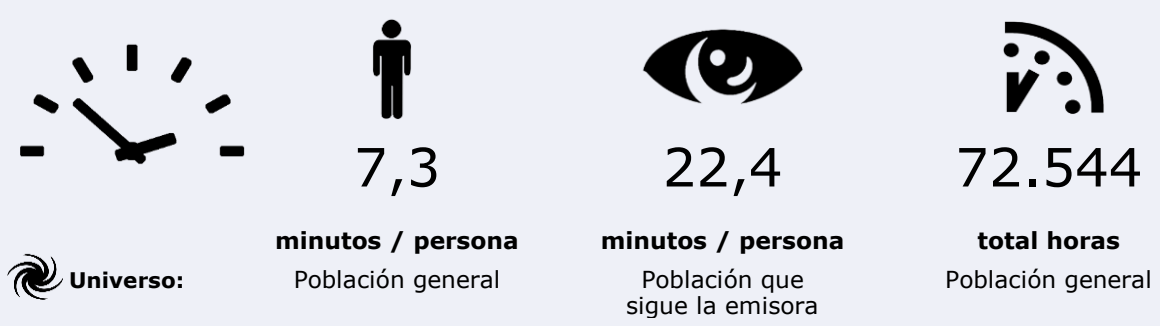 7,3
22,4
72.544
minutos / persona
minutos / persona
total horas
Universo:
Población general
Población que
sigue la emisora
Población general